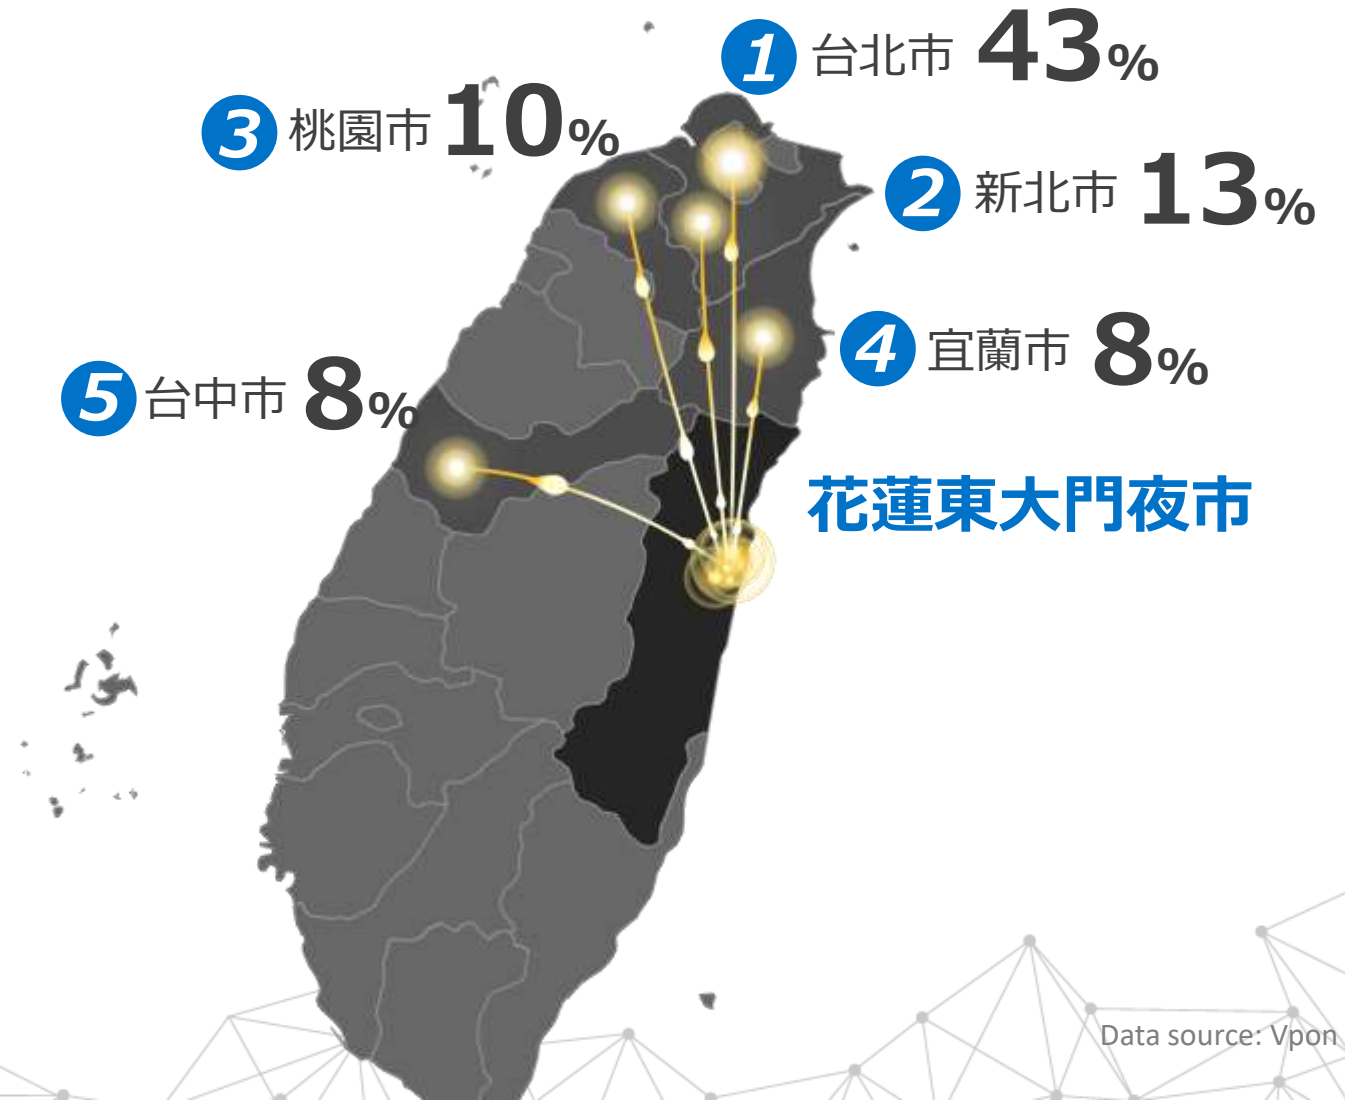 1 台北市 43%
3 桃園市 10%
2 新北市 13%
4 宜蘭市 8%
5 台中市 8%
花蓮東大門夜市
Data source: Vpon